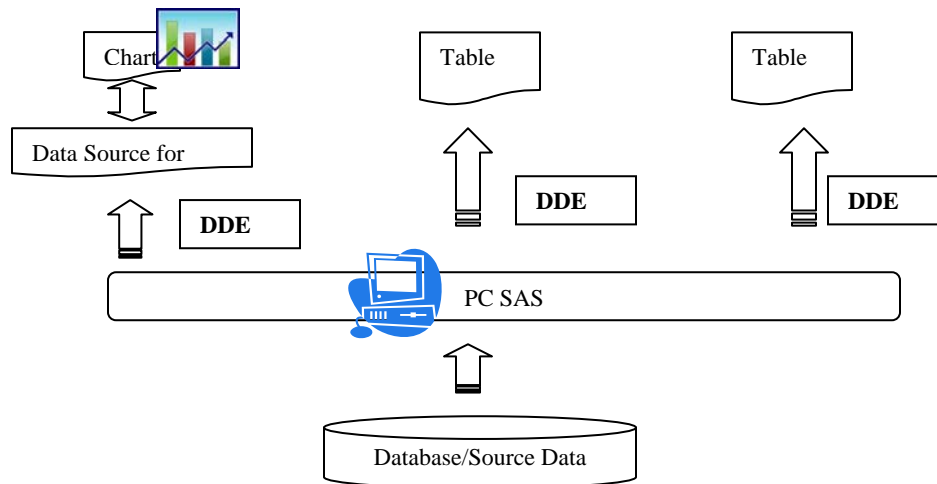 Chart
Table
Table
Data Source for
DDE
DDE
DDE
PC SAS
Database/Source Data